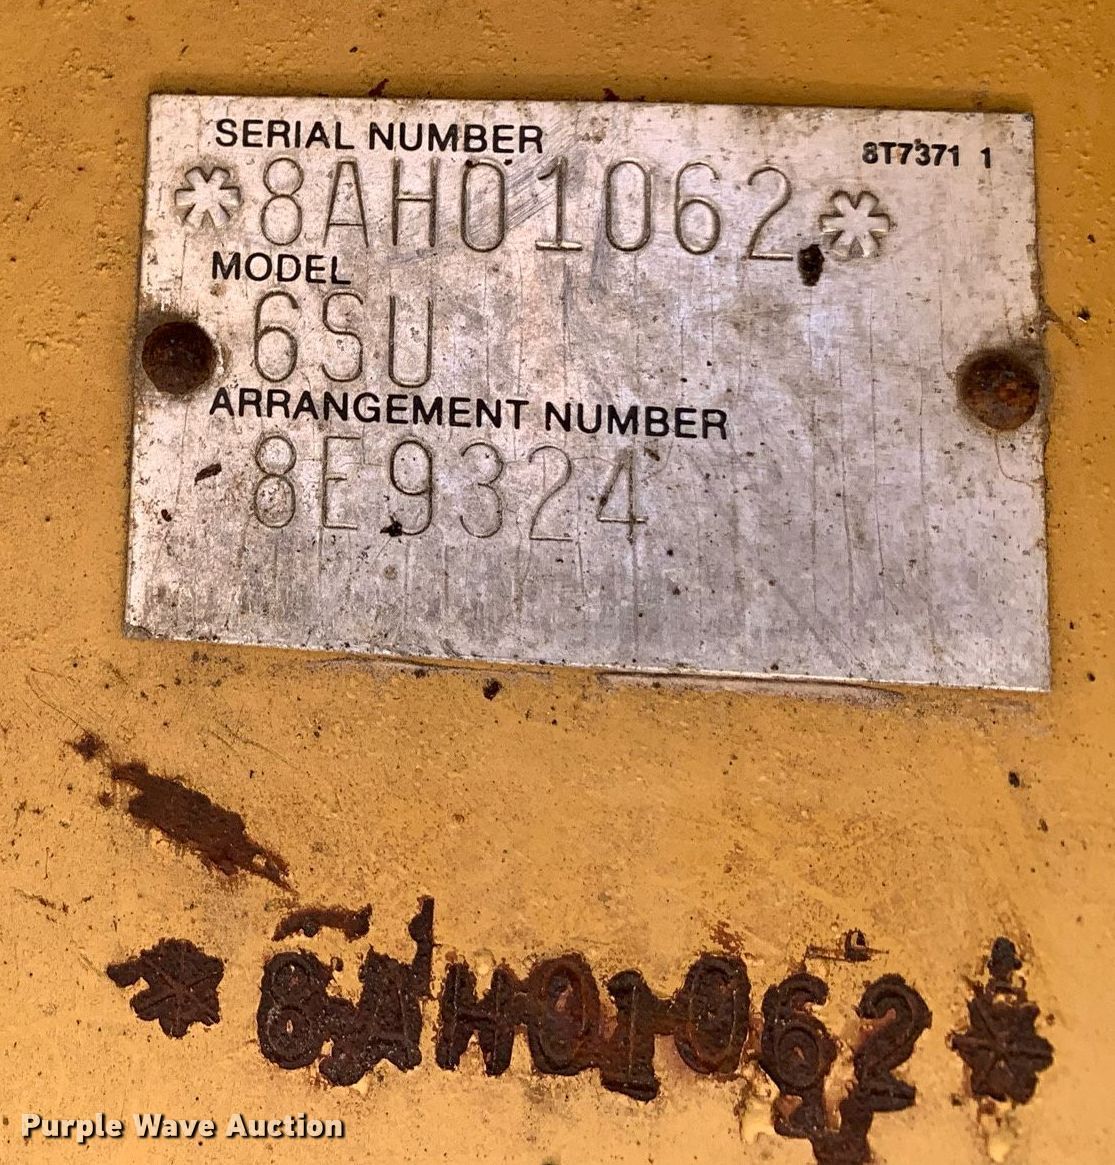 SERIAL NUMBER
8T7371 1
*8AH01062*
MODEL
6SU
ARRANGEMENT NUMBER
8E9324
*8AH01062*
Purple Wave Auction